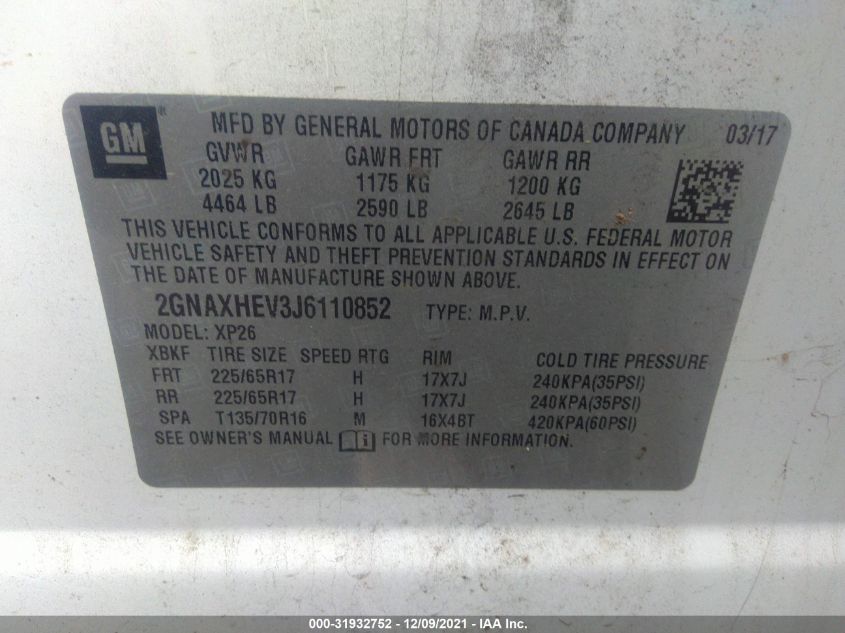 GM ® MFD BY GENERAL MOTORS OF CANADA COMPANY 03/17
GVWR GAWR FRT GAWR RR
2025 KG 1175 KG 1200 KG
4464 LB 2590 LB 2645 LB
THIS VEHICLE CONFORMS TO ALL APPLICABLE U.S. FEDERAL MOTOR
VEHICLE SAFETY AND THEFT PREVENTION STANDARDS IN EFFECT ON
THE DATE OF MANUFACTURE SHOWN ABOVE.
2GNAXHEV3J6110852 TYPE: M.P.V.
MODEL: XP26
XBKF TIRE SIZE SPEED RTG RIM COLD TIRE PRESSURE
FRT 225/65R17 H 17X7J 240KPA(35PSI)
RR 225/65R17 H 17X7J 240KPA(35PSI)
SPA T135/70R16 M 16X4BT 420KPA(60PSI)
SEE OWNER'S MANUAL i FOR MORE INFORMATION.
000-31932752 - 12/09/2021 - IAAI.com Inc.